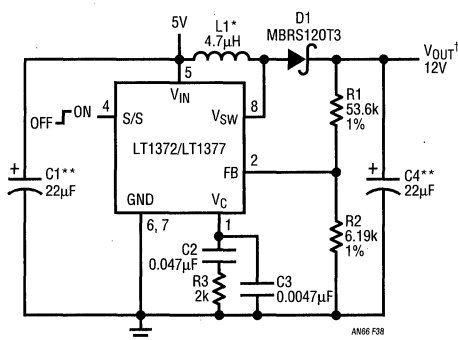 5V
L1*
4.7µH
D1
MBRS120T3
VOUT†
12V
5
VIN
ON
OFF
4
S/S
VSW
8
R1
53.6k
1%
LT1372/LT1377
FB
2
C1**
22µF
+
C4**
22µF
+
GND
VC
6, 7
1
R2
6.19k
1%
C2
0.047µF
R3
2k
C3
0.0047µF
AN66 F38